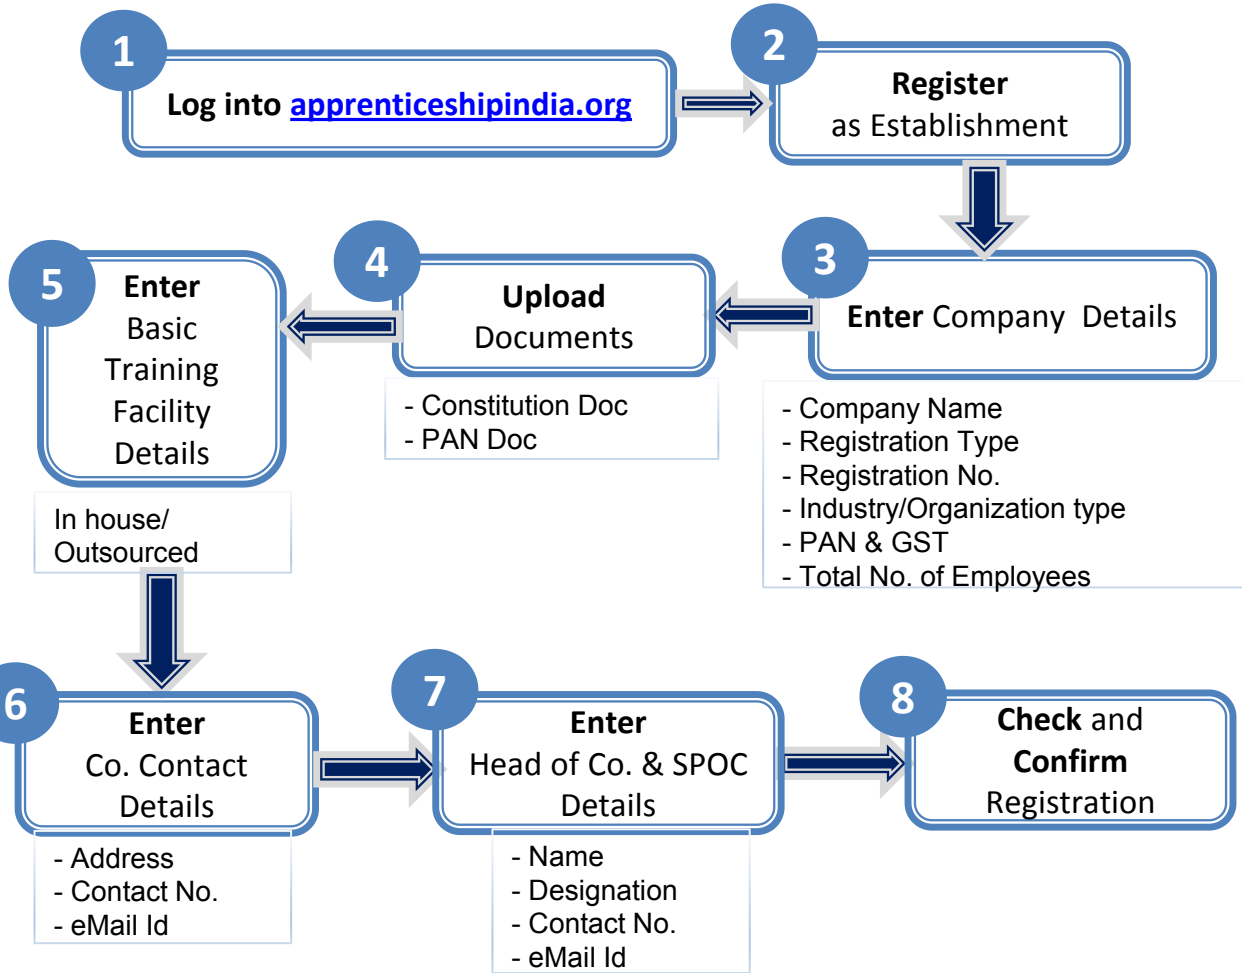 1
Log into apprenticeshipindia.org
2
Register
as Establishment
3
Enter Company Details
- Company Name
- Registration Type
- Registration No.
- Industry/Organization type
- PAN & GST
- Total No. of Employees
4
Upload
Documents
- Constitution Doc
- PAN Doc
5
Enter
Basic
Training
Facility
Details
In house/
Outsourced
6
Enter
Co. Contact
Details
- Address
- Contact No.
- eMail Id
7
Enter
Head of Co. & SPOC
Details
- Name
- Designation
- Contact No.
- eMail Id
8
Check and
Confirm
Registration